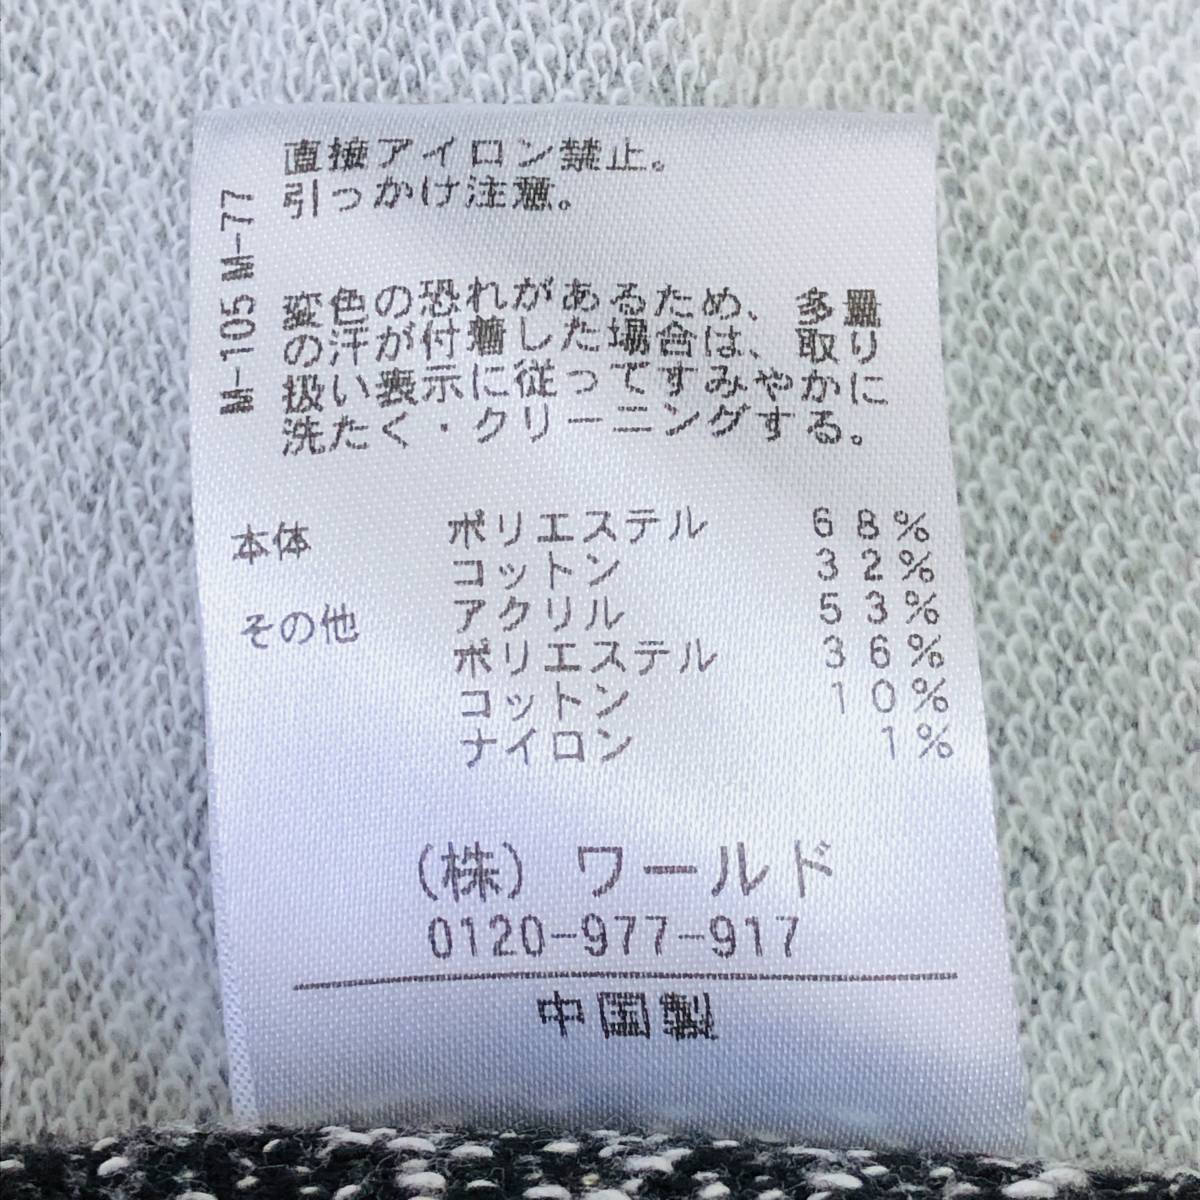 直接アイロン禁止。
引っかけ注意。
M-105 M-77
変色の恐れがあるため、多量
の汗が付着した場合は、取り
扱い表示に従ってすみやかに
洗たく・クリーニングする。
本体 ポリエステル 68%
コットン 32%
その他 アクリル 53%
ポリエステル 36%
コットン 10%
ナイロン 1%
(株) ワールド
0120-977-917
中国製